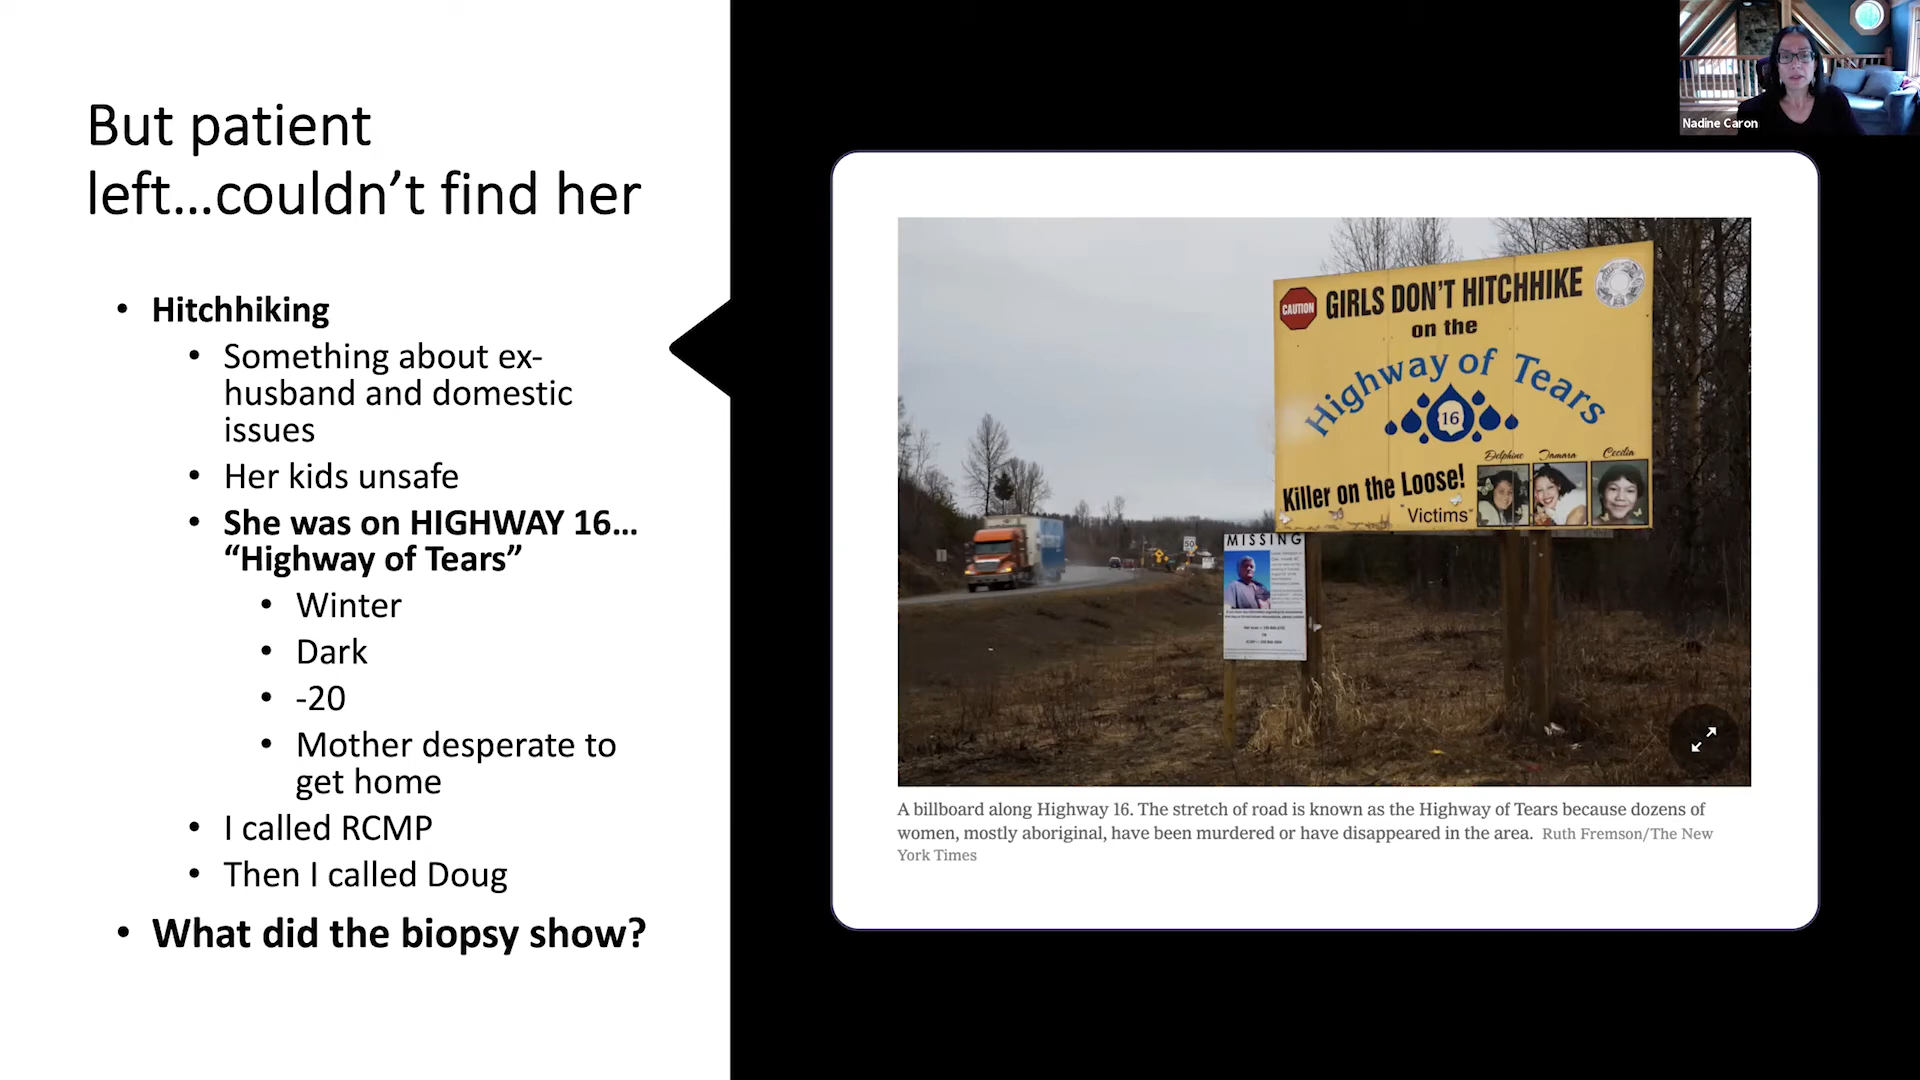 But patient
left...couldn't find her
• Hitchhiking
• Something about ex-
husband and domestic
issues
• Her kids unsafe
• She was on HIGHWAY 16...
“Highway of Tears”
• Winter
• Dark
• -20
• Mother desperate to
get home
• I called RCMP
• Then I called Doug
• What did the biopsy show?
Nadine Caron
CAUTION
GIRLS DON'T HITCHHIKE
on the
Highway of Tears
16
Killer on the Loose!
"Victims"
Delphine Tamara Cecilia
MISSING
50
A billboard along Highway 16. The stretch of road is known as the Highway of Tears because dozens of
women, mostly aboriginal, have been murdered or have disappeared in the area. Ruth Fremson/The New
York Times